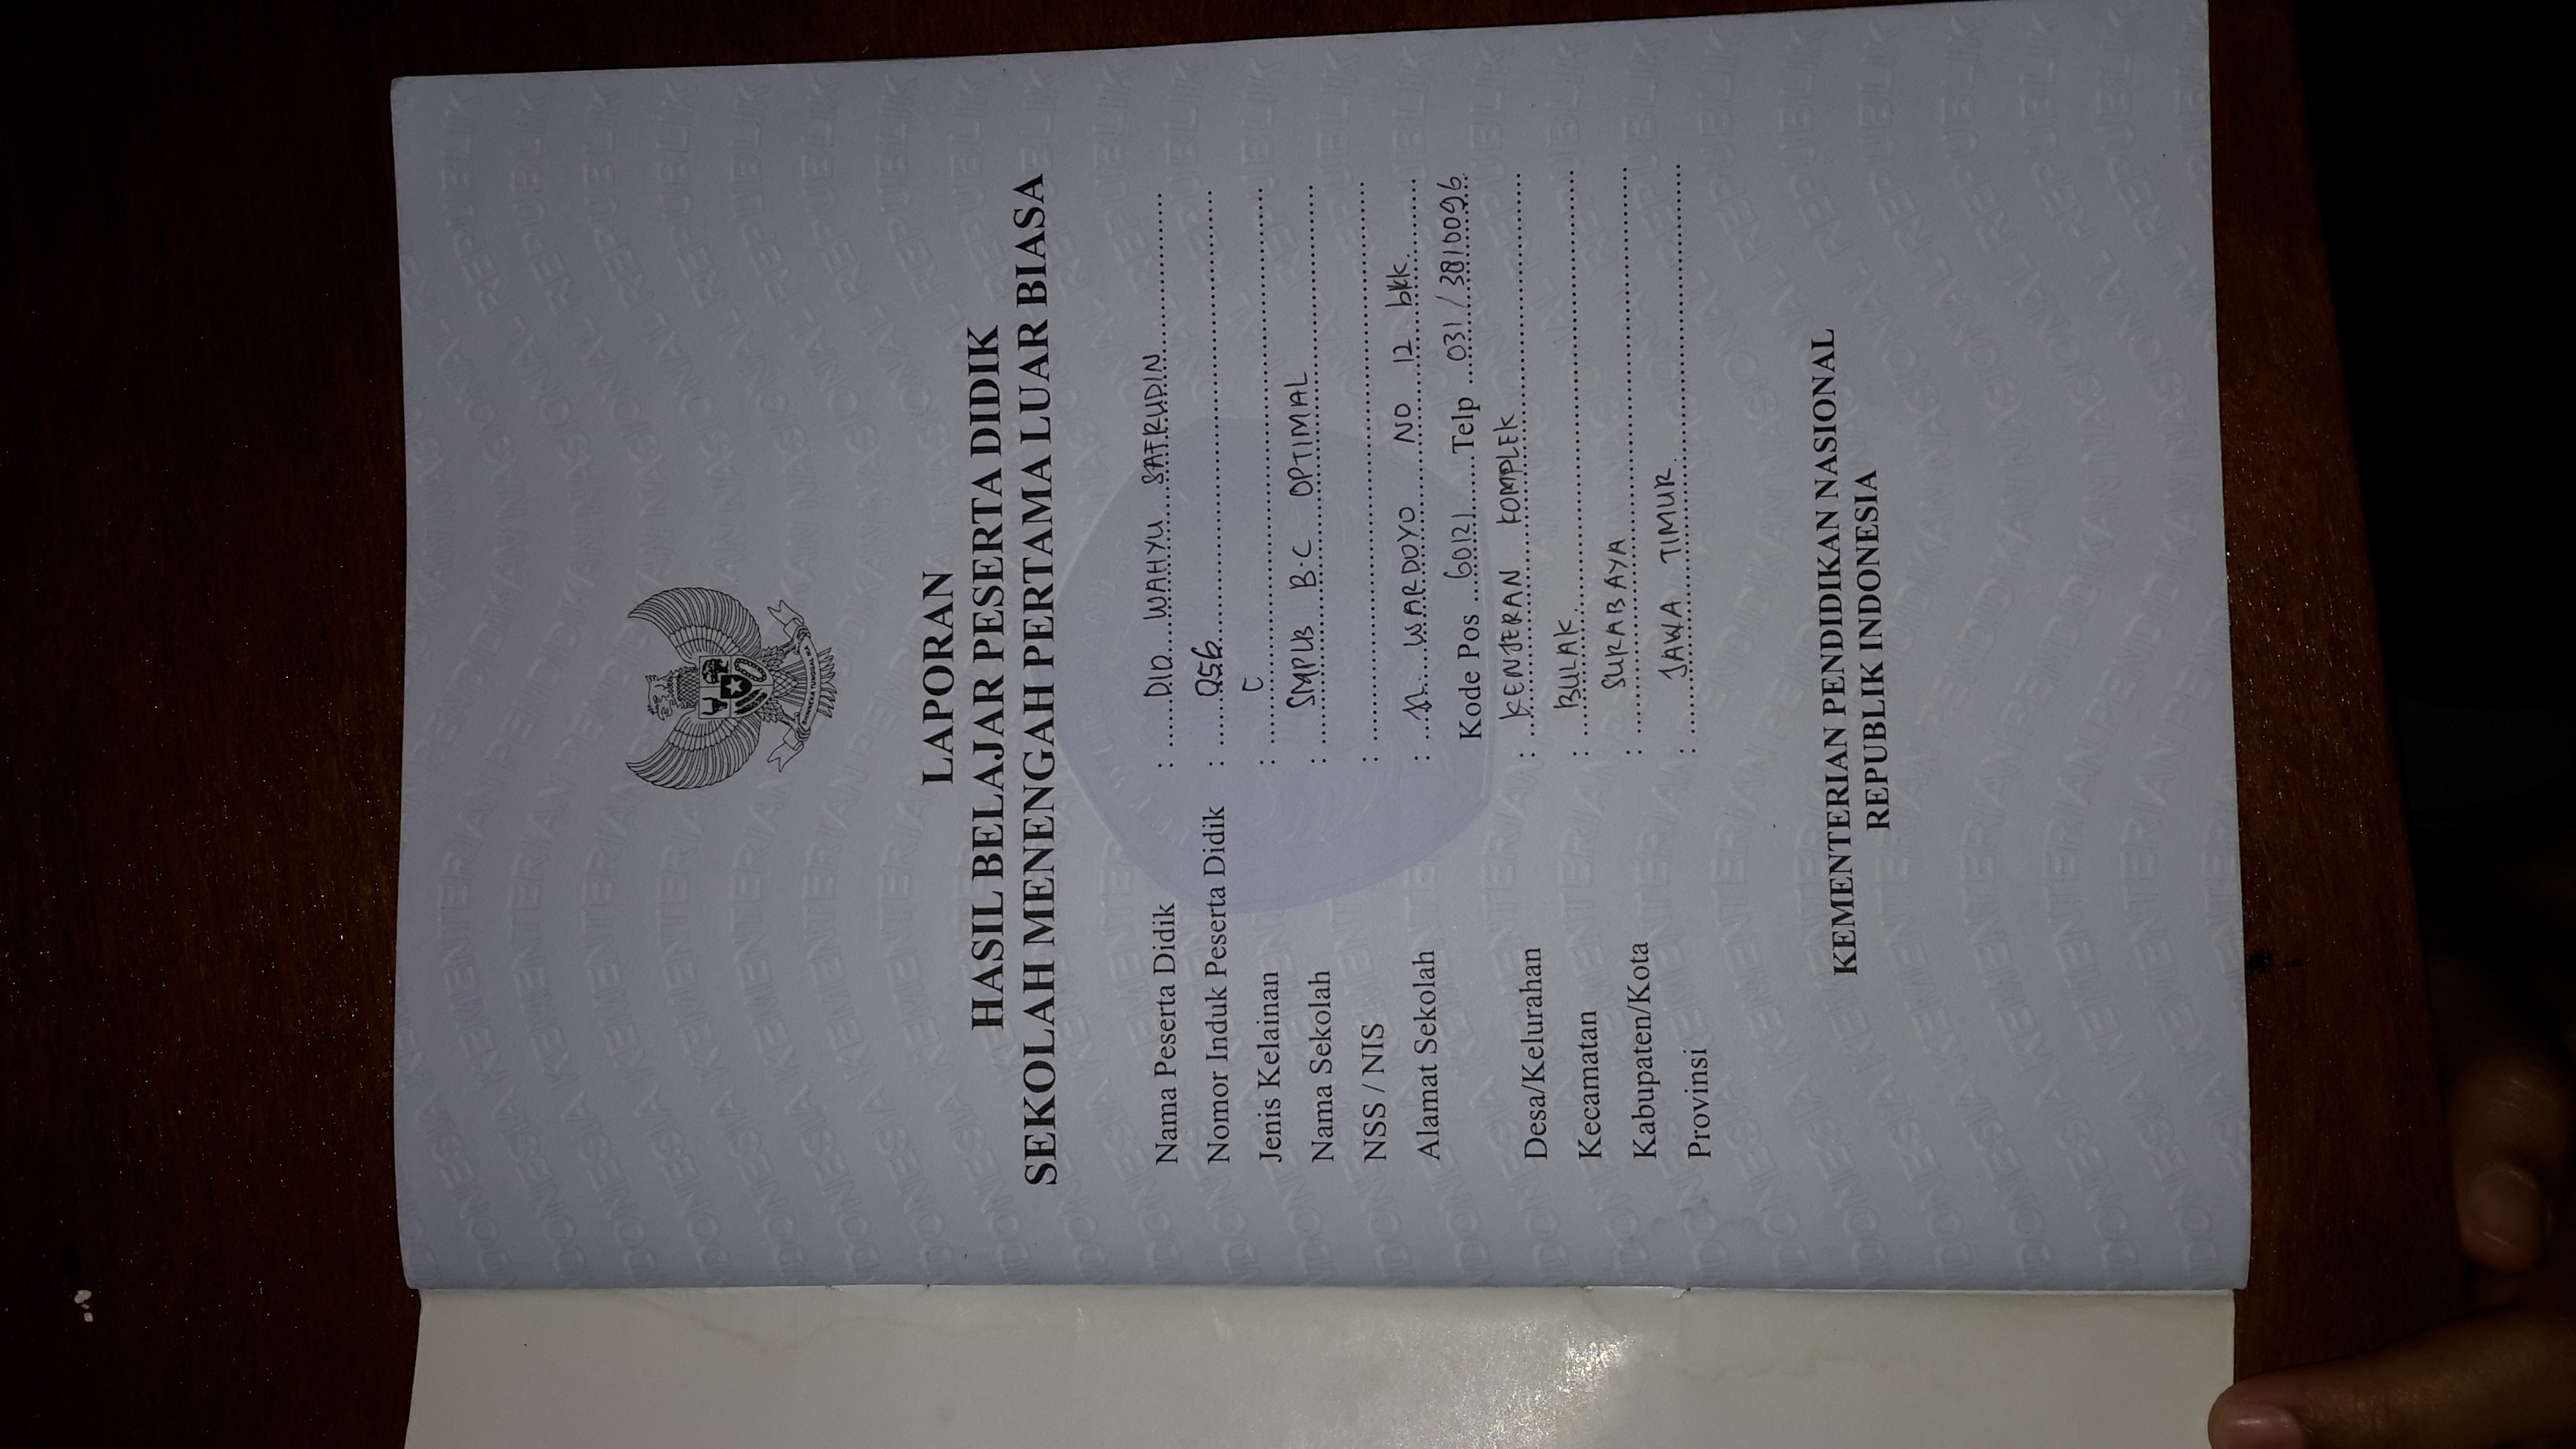 LAPORAN
HASIL BELAJAR PESERTA DIDIK
SEKOLAH MENENGAH PERTAMA LUAR BIASA
Nama Peserta Didik : DIO WAHYU SAFRUDIN
Nomor Induk Peserta Didik : 056
Jenis Kelainan : C
Nama Sekolah : SMPLB B-C OPTIMAL
NSS / NIS :
Alamat Sekolah : Jl. WARDOYO NO 12 bkk
Kode Pos 60121 Telp 031 / 3810096
Desa/Kelurahan : KENJERAN KOMPLEK
Kecamatan : BULAK
Kabupaten/Kota : SURABAYA
Provinsi : JAWA TIMUR
KEMENTERIAN PENDIDIKAN NASIONAL
REPUBLIK INDONESIA